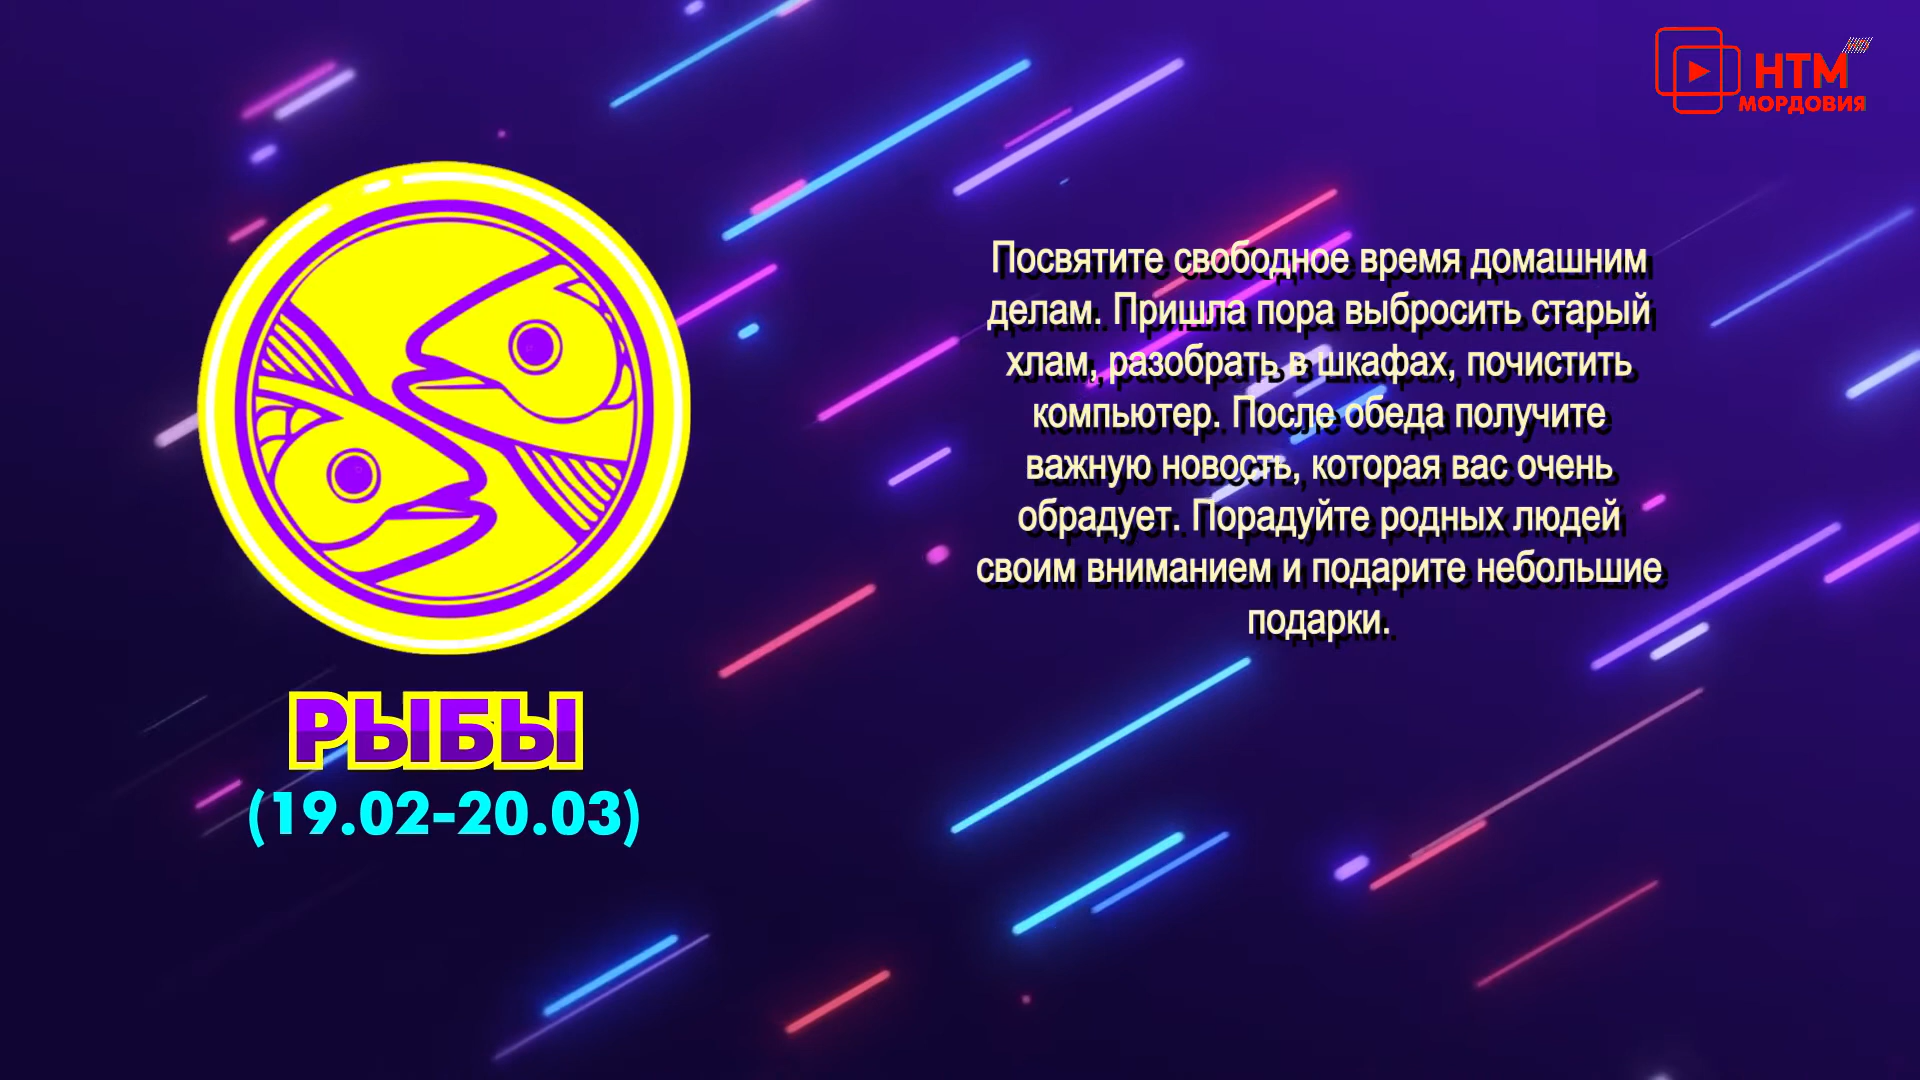 НТМ
МОРДОВИЯ
Посвятите свободное время домашним
делам. Пришла пора выбросить старый
хлам, разобрать в шкафах, почистить
компьютер. После обеда получите
важную новость, которая вас очень
обрадует. Порадуйте родных людей
своим вниманием и подарите небольшие
подарки.
РЫБЫ
(19.02-20.03)